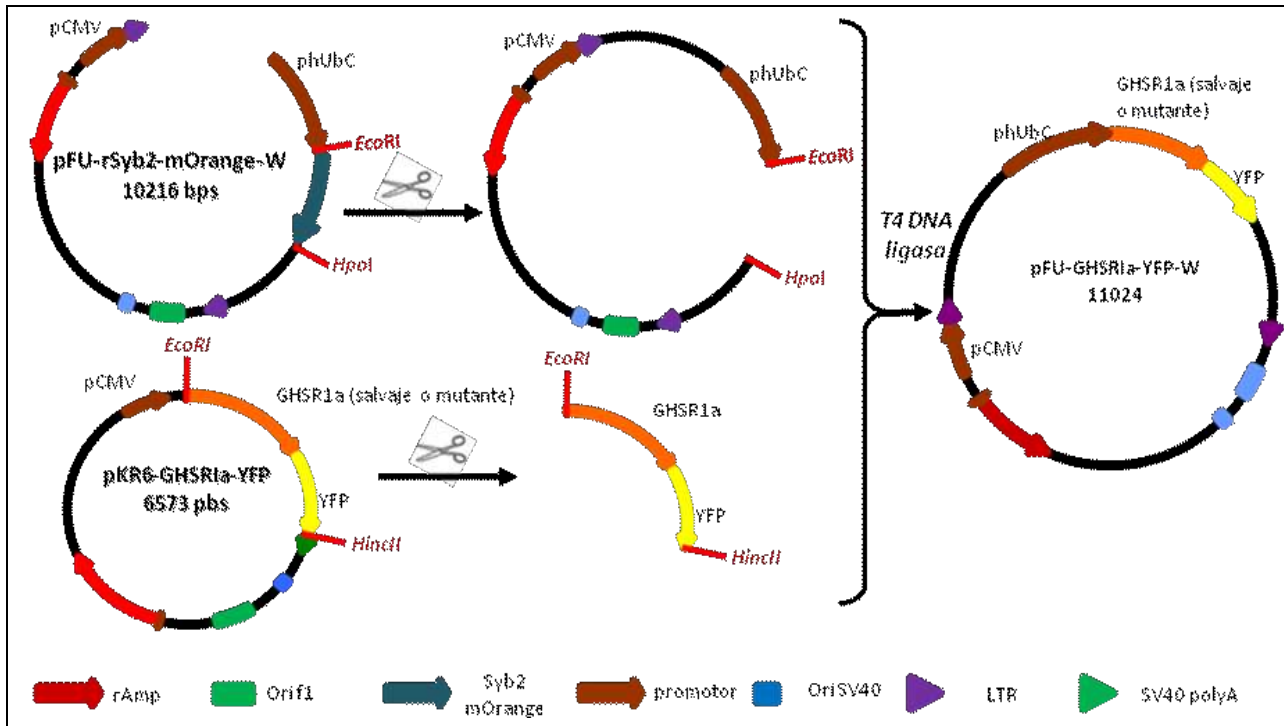 pCMV
LTR
phUbC
EcoRI
pFU-rSyb2-mOrange-W
10216 bps
HpaI
pCMV
phUbC
EcoRI
HpaI
EcoRI
pCMV
GHSR1a (salvaje o mutante)
pKR6-GHSRIa-YFP
6573 pbs
YFP
HincII
EcoRI
GHSR1a
YFP
HincII
T4 DNA
ligasa
GHSR1a (salvaje
o mutante)
phUbC
YFP
pFU-GHSRIa-YFP-W
11024
pCMV
rAmp
Orif1
Syb2
mOrange
promotor
OriSV40
LTR
SV40 polyA